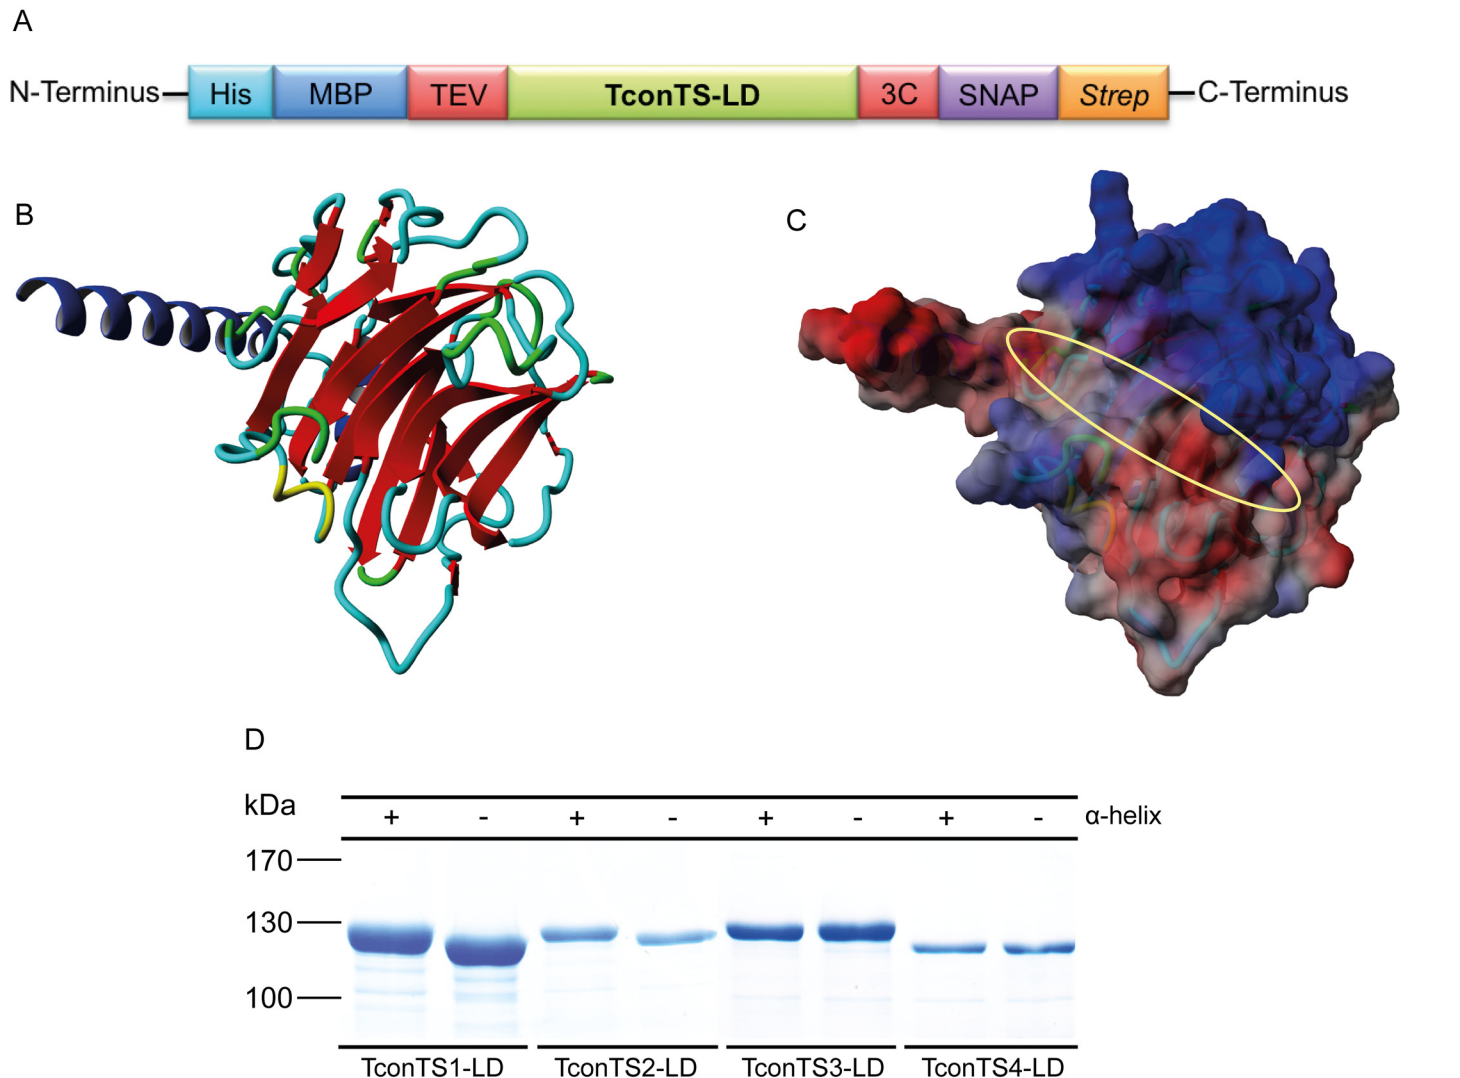 A
N-Terminus His MBP TEV TconTS-LD 3C SNAP Strep C-Terminus
B
C
D
kDa
+ - + - + - + - α-helix
170
130
100
TconTS1-LD TconTS2-LD TconTS3-LD TconTS4-LD